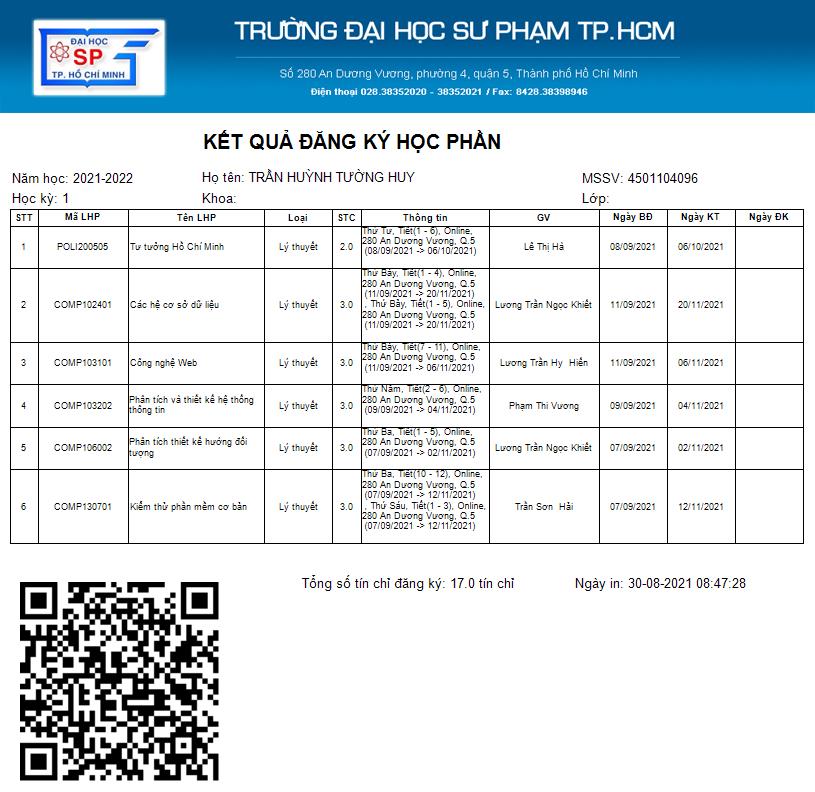 ĐẠI HỌC
SP
TP. HỒ CHÍ MINH
TRƯỜNG ĐẠI HỌC SƯ PHẠM TP.HCM
Số 280 An Dương Vương, phường 4, quận 5, Thành phố Hồ Chí Minh
Điện thoại 028.38352020 - 38352021 / Fax: 8428.38398946
KẾT QUẢ ĐĂNG KÝ HỌC PHẦN
Năm học: 2021-2022 Họ tên: TRẦN HUỲNH TƯỜNG HUY MSSV: 4501104096
Học kỳ: 1 Khoa: Lớp:
STT Mã LHP Tên LHP Loại STC Thông tin GV Ngày BĐ Ngày KT Ngày ĐK
1 POLI200505 Tư tưởng Hồ Chí Minh Lý thuyết 2.0 Thứ Tư, Tiết(1 - 6), Online,
280 An Dương Vương, Q.5
(08/09/2021 -> 06/10/2021) Lê Thị Hà 08/09/2021 06/10/2021
2 COMP102401 Các hệ cơ sở dữ liệu Lý thuyết 3.0 Thứ Bảy, Tiết(1 - 4), Online,
280 An Dương Vương, Q.5
(11/09/2021 -> 20/11/2021)
, Thứ Bảy, Tiết(1 - 5), Online,
280 An Dương Vương, Q.5
(11/09/2021 -> 20/11/2021) Lương Trần Ngọc Khiết 11/09/2021 20/11/2021
3 COMP103101 Công nghệ Web Lý thuyết 3.0 Thứ Bảy, Tiết(7 - 11), Online,
280 An Dương Vương, Q.5
(11/09/2021 -> 06/11/2021) Lương Trần Hy Hiến 11/09/2021 06/11/2021
4 COMP103202 Phân tích và thiết kế hệ thống
thông tin Lý thuyết 3.0 Thứ Năm, Tiết(2 - 6), Online,
280 An Dương Vương, Q.5
(09/09/2021 -> 04/11/2021) Phạm Thi Vương 09/09/2021 04/11/2021
5 COMP106002 Phân tích thiết kế hướng đối
tượng Lý thuyết 3.0 Thứ Ba, Tiết(1 - 5), Online,
280 An Dương Vương, Q.5
(07/09/2021 -> 02/11/2021) Lương Trần Ngọc Khiết 07/09/2021 02/11/2021
6 COMP130701 Kiểm thử phần mềm cơ bản Lý thuyết 3.0 Thứ Ba, Tiết(10 - 12), Online,
280 An Dương Vương, Q.5
(07/09/2021 -> 12/11/2021)
, Thứ Sáu, Tiết(1 - 3), Online,
280 An Dương Vương, Q.5
(07/09/2021 -> 12/11/2021) Trần Sơn Hải 07/09/2021 12/11/2021
Tổng số tín chỉ đăng ký: 17.0 tín chỉ Ngày in: 30-08-2021 08:47:28